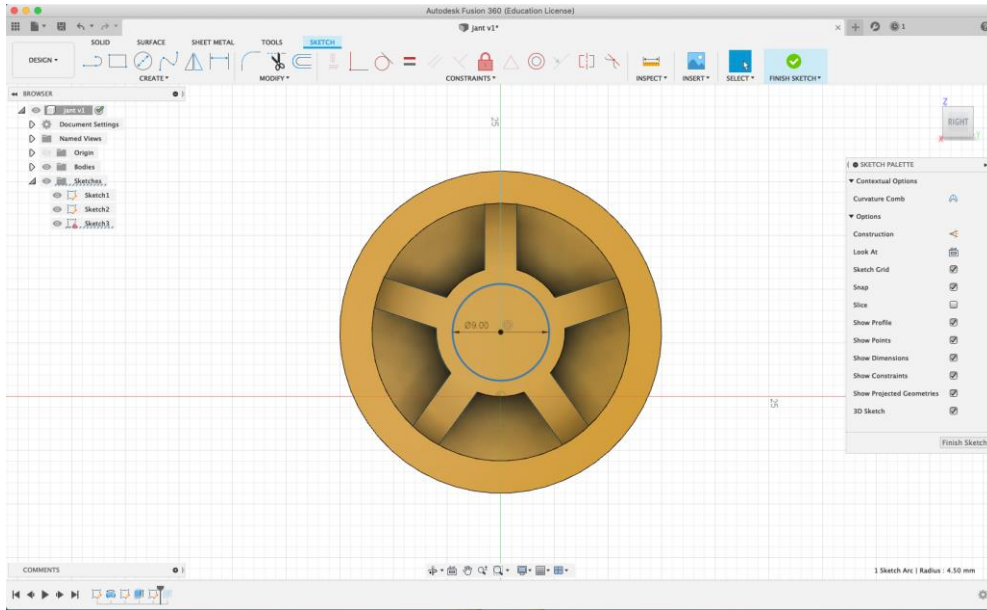 Autodesk Fusion 360 (Education License)
jant v1*
1
SOLID SURFACE SHEET METAL TOOLS SKETCH
DESIGN
CREATE MODIFY CONSTRAINTS INSPECT INSERT SELECT FINISH SKETCH
BROWSER
jant v1
Document Settings
Named Views
Origin
Bodies
Sketches
Sketch1
Sketch2
Sketch3
25
Z
RIGHT
SKETCH PALETTE
Contextual Options
Curvature Comb
Options
Construction
Look At
Sketch Grid
Snap
Slice
Show Profile
Show Points
Show Dimensions
Show Constraints
Show Projected Geometries
3D Sketch
Finish Sketch
Ø9.00
25
COMMENTS
1 Sketch Arc | Radius : 4.50 mm